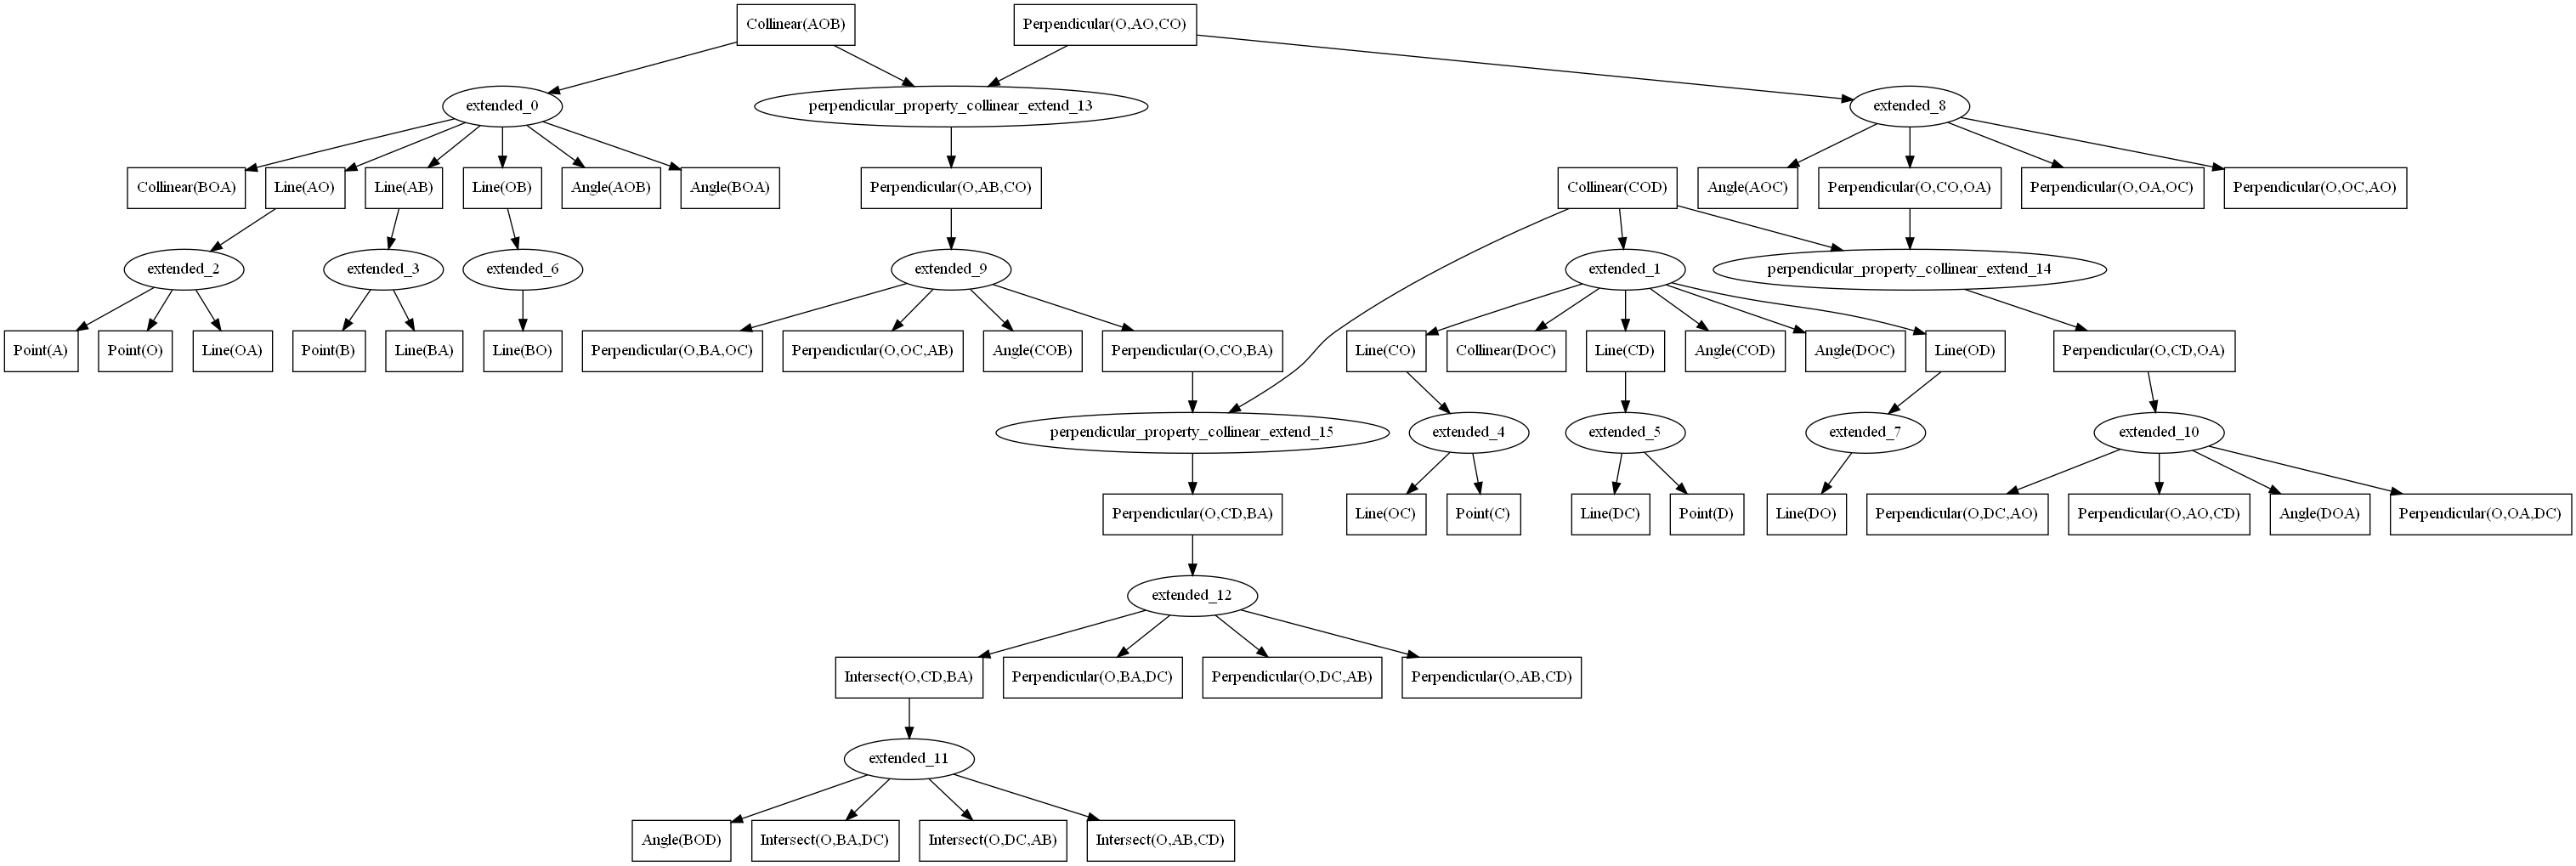 Collinear(AOB)
Perpendicular(O,AO,CO)
extended_0
perpendicular_property_collinear_extend_13
extended_8
Collinear(BOA)
Line(AO)
Line(AB)
Line(OB)
Angle(AOB)
Angle(BOA)
Perpendicular(O,AB,CO)
Collinear(COD)
Angle(AOC)
Perpendicular(O,CO,OA)
Perpendicular(O,OA,OC)
Perpendicular(O,OC,AO)
extended_2
extended_3
extended_6
extended_9
extended_1
perpendicular_property_collinear_extend_14
Point(A)
Point(O)
Line(OA)
Point(B)
Line(BA)
Line(BO)
Perpendicular(O,BA,OC)
Perpendicular(O,OC,AB)
Angle(COB)
Perpendicular(O,CO,BA)
Line(CO)
Collinear(DOC)
Line(CD)
Angle(COD)
Angle(DOC)
Line(OD)
Perpendicular(O,CD,OA)
perpendicular_property_collinear_extend_15
extended_4
extended_5
extended_7
extended_10
Perpendicular(O,CD,BA)
Line(OC)
Point(C)
Line(DC)
Point(D)
Line(DO)
Perpendicular(O,DC,AO)
Perpendicular(O,AO,CD)
Angle(DOA)
Perpendicular(O,OA,DC)
extended_12
Intersect(O,CD,BA)
Perpendicular(O,BA,DC)
Perpendicular(O,DC,AB)
Perpendicular(O,AB,CD)
extended_11
Angle(BOD)
Intersect(O,BA,DC)
Intersect(O,DC,AB)
Intersect(O,AB,CD)